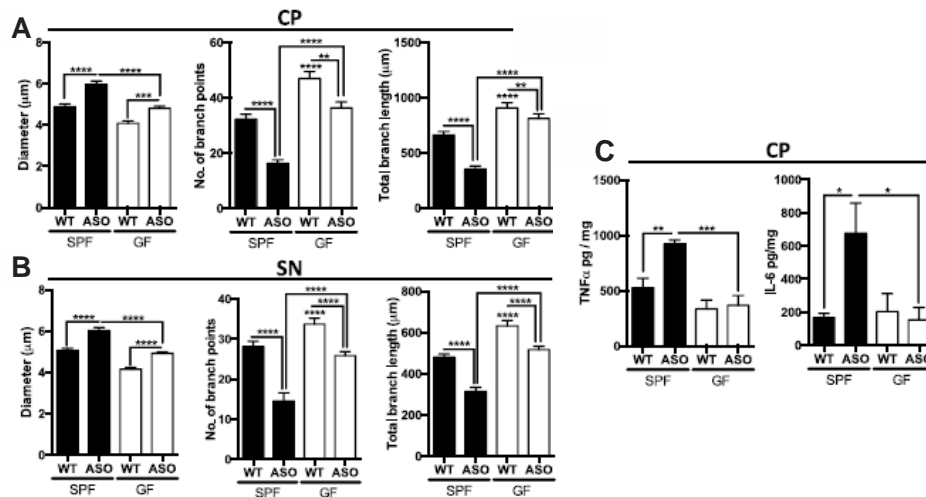 A
CP
Diameter (μm)
8
6
4
2
0
****
****
***
WT ASO WT ASO
SPF GF
No. of branch points
60
40
20
0
****
****
**
****
WT ASO WT ASO
SPF GF
Total branch length (μm)
1500
1000
500
0
****
****
**
****
WT ASO WT ASO
SPF GF
B
SN
Diameter (μm)
8
6
4
2
0
****
****
****
WT ASO WT ASO
SPF GF
No. of branch points
40
30
20
10
0
****
****
****
****
WT ASO WT ASO
SPF GF
Total branch length (μm)
800
600
400
200
0
****
****
****
****
WT ASO WT ASO
SPF GF
C
CP
TNFα pg / mg
1500
1000
500
0
**
***
WT ASO WT ASO
SPF GF
IL-6 pg/mg
1000
800
600
400
200
0
*
*
WT ASO WT ASO
SPF GF